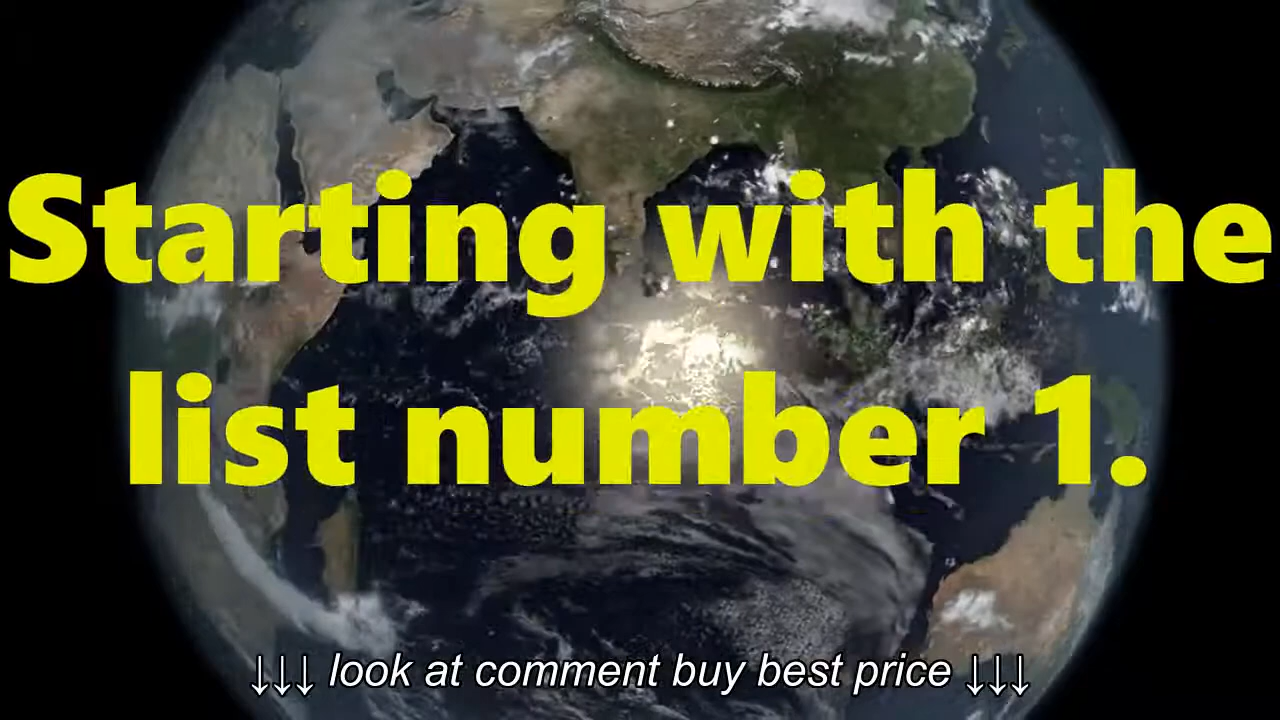 Starting with the
list number 1.
↓↓↓ look at comment buy best price ↓↓↓